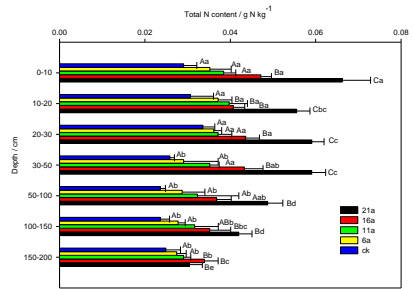 Total N content / g N kg-1
0.00 0.02 0.04 0.06 0.08
Depth / cm
0-10
Aa
Aa
Aa
Ba
Ca
10-20
Aa
Ba
Aa
Ba
Cbc
20-30
Aa
Aa
Aa
Ba
Cc
30-50
Ab
Ab
Aa
Bab
Cc
50-100
Ab
Ab
Ab
Aab
Bd
100-150
Ab
Ab
ABb
Bbc
Bd
150-200
Ab
Ab
Bb
Bc
Be
21a
16a
11a
6a
ck